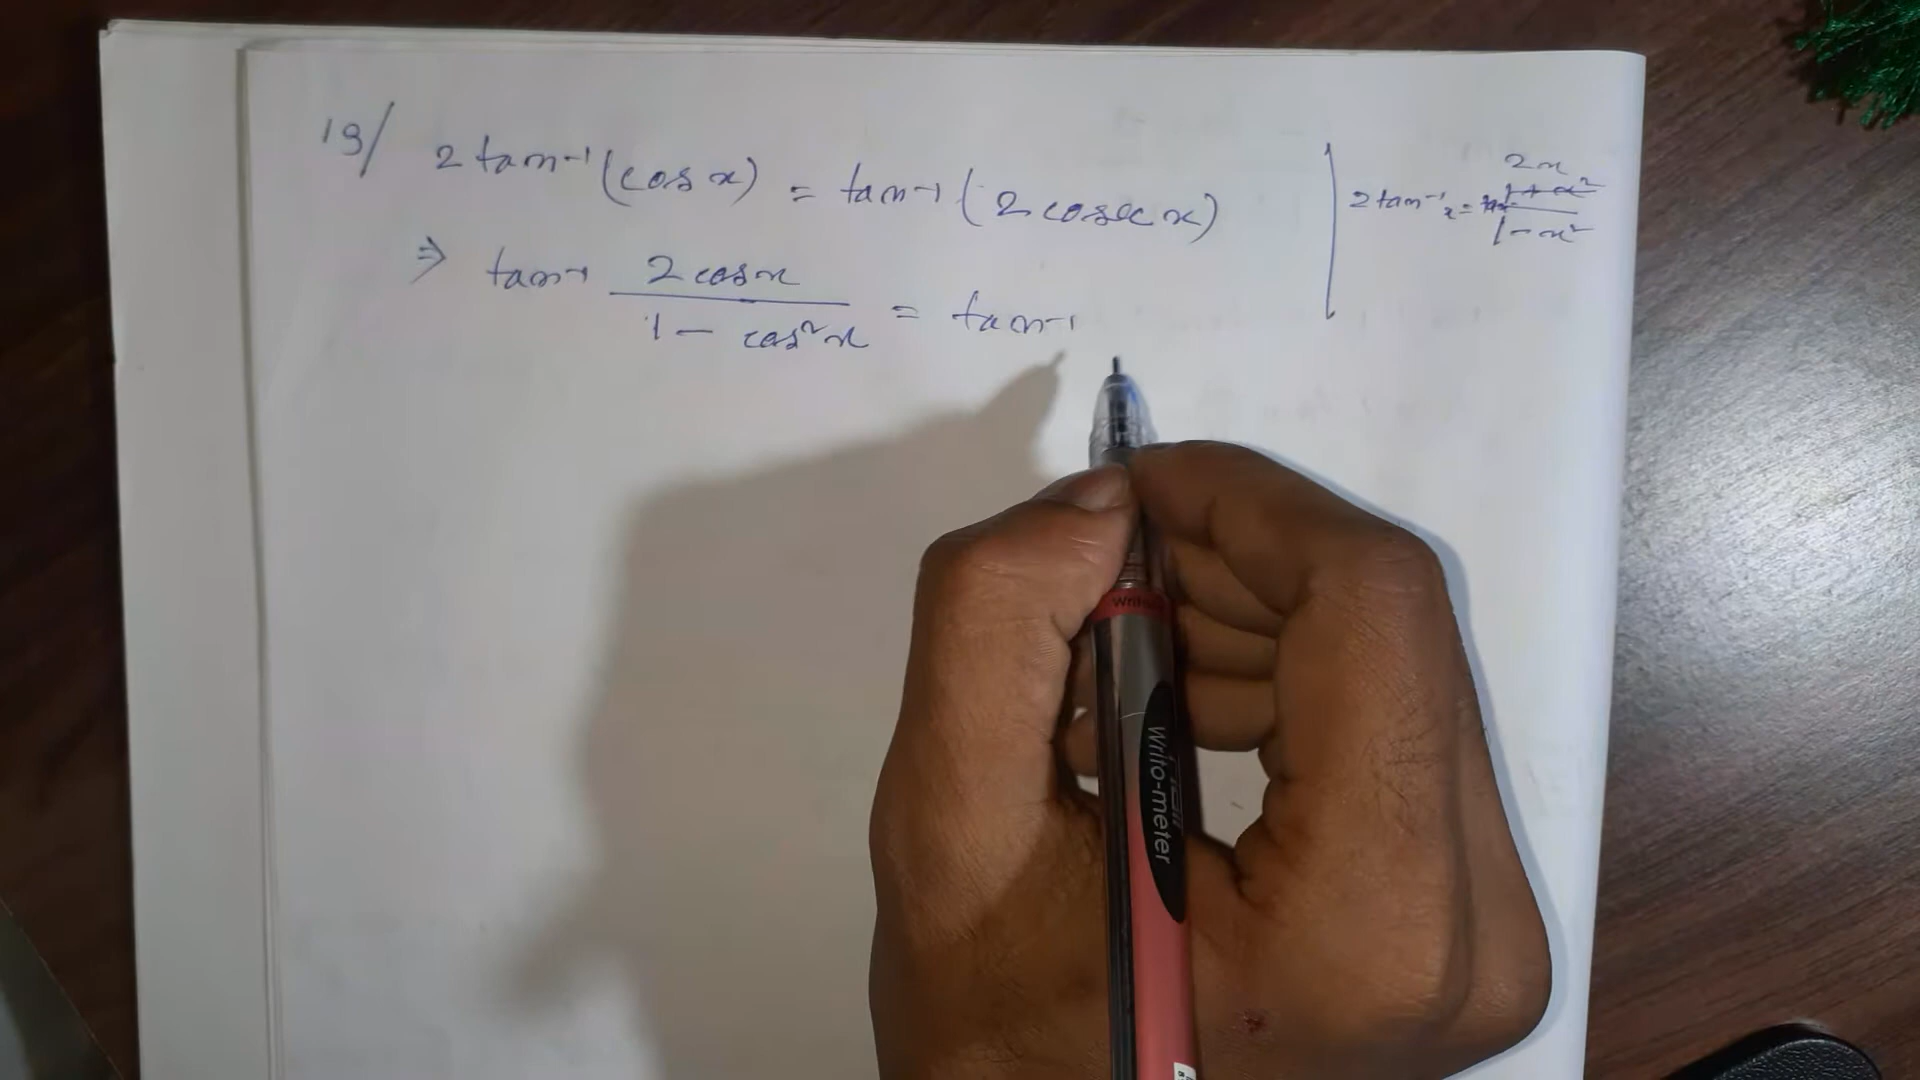 19/ 2 tan⁻¹(cos x) = tan⁻¹(2 cosec x)
⇒ tan⁻¹ 2 cos x / 1 - cos² x = tan⁻¹
2 tan⁻¹ x = 2x / 1 - x²
Writo-meter